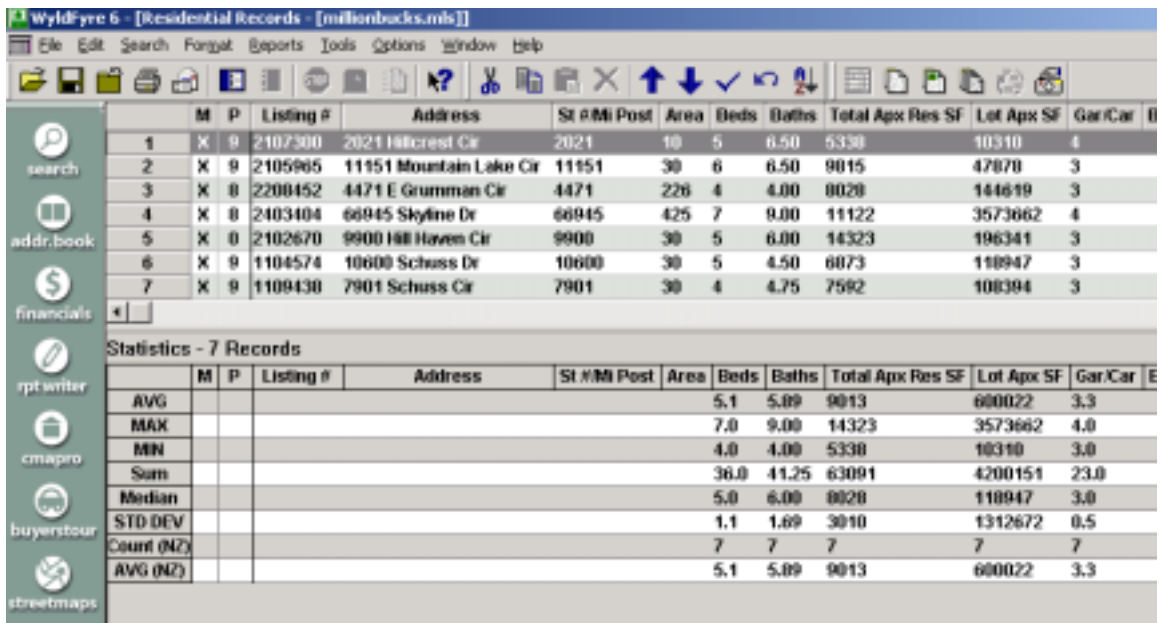 WyldFyre 6 - [Residential Records - [millionbucks.mls]]
File Edit Search Format Reports Tools Options Window Help
M P Listing # Address St #/Mi Post Area Beds Baths Total Apx Res SF Lot Apx SF Gar/Car
1 X 9 2107300 2021 Hillcrest Cir 2021 10 5 6.50 5338 10310 4
2 X 9 2105965 11151 Mountain Lake Cir 11151 30 6 6.50 9815 47878 3
3 X 8 2208452 4471 E Grumman Cir 4471 226 4 4.00 8028 144619 3
4 X 8 2403404 66945 Skyline Dr 66945 425 7 9.00 11122 3573662 4
5 X 0 2102670 9900 Hill Haven Cir 9900 30 5 6.00 14323 196341 3
6 X 9 1104574 10600 Schuss Dr 10600 30 5 4.50 6873 118947 3
7 X 9 1109438 7901 Schuss Cir 7901 30 4 4.75 7592 108394 3
search
addr.book
financials
rpt writer
cmapro
buyerstour
streetmaps
Statistics - 7 Records
M P Listing # Address St #/Mi Post Area Beds Baths Total Apx Res SF Lot Apx SF Gar/Car
AVG 5.1 5.89 9013 600022 3.3
MAX 7.0 9.00 14323 3573662 4.0
MIN 4.0 4.00 5338 10310 3.0
Sum 36.0 41.25 63091 4200151 23.0
Median 5.0 6.00 8028 118947 3.0
STD DEV 1.1 1.69 3010 1312672 0.5
Count (NZ) 7 7 7 7 7
AVG (NZ) 5.1 5.89 9013 600022 3.3